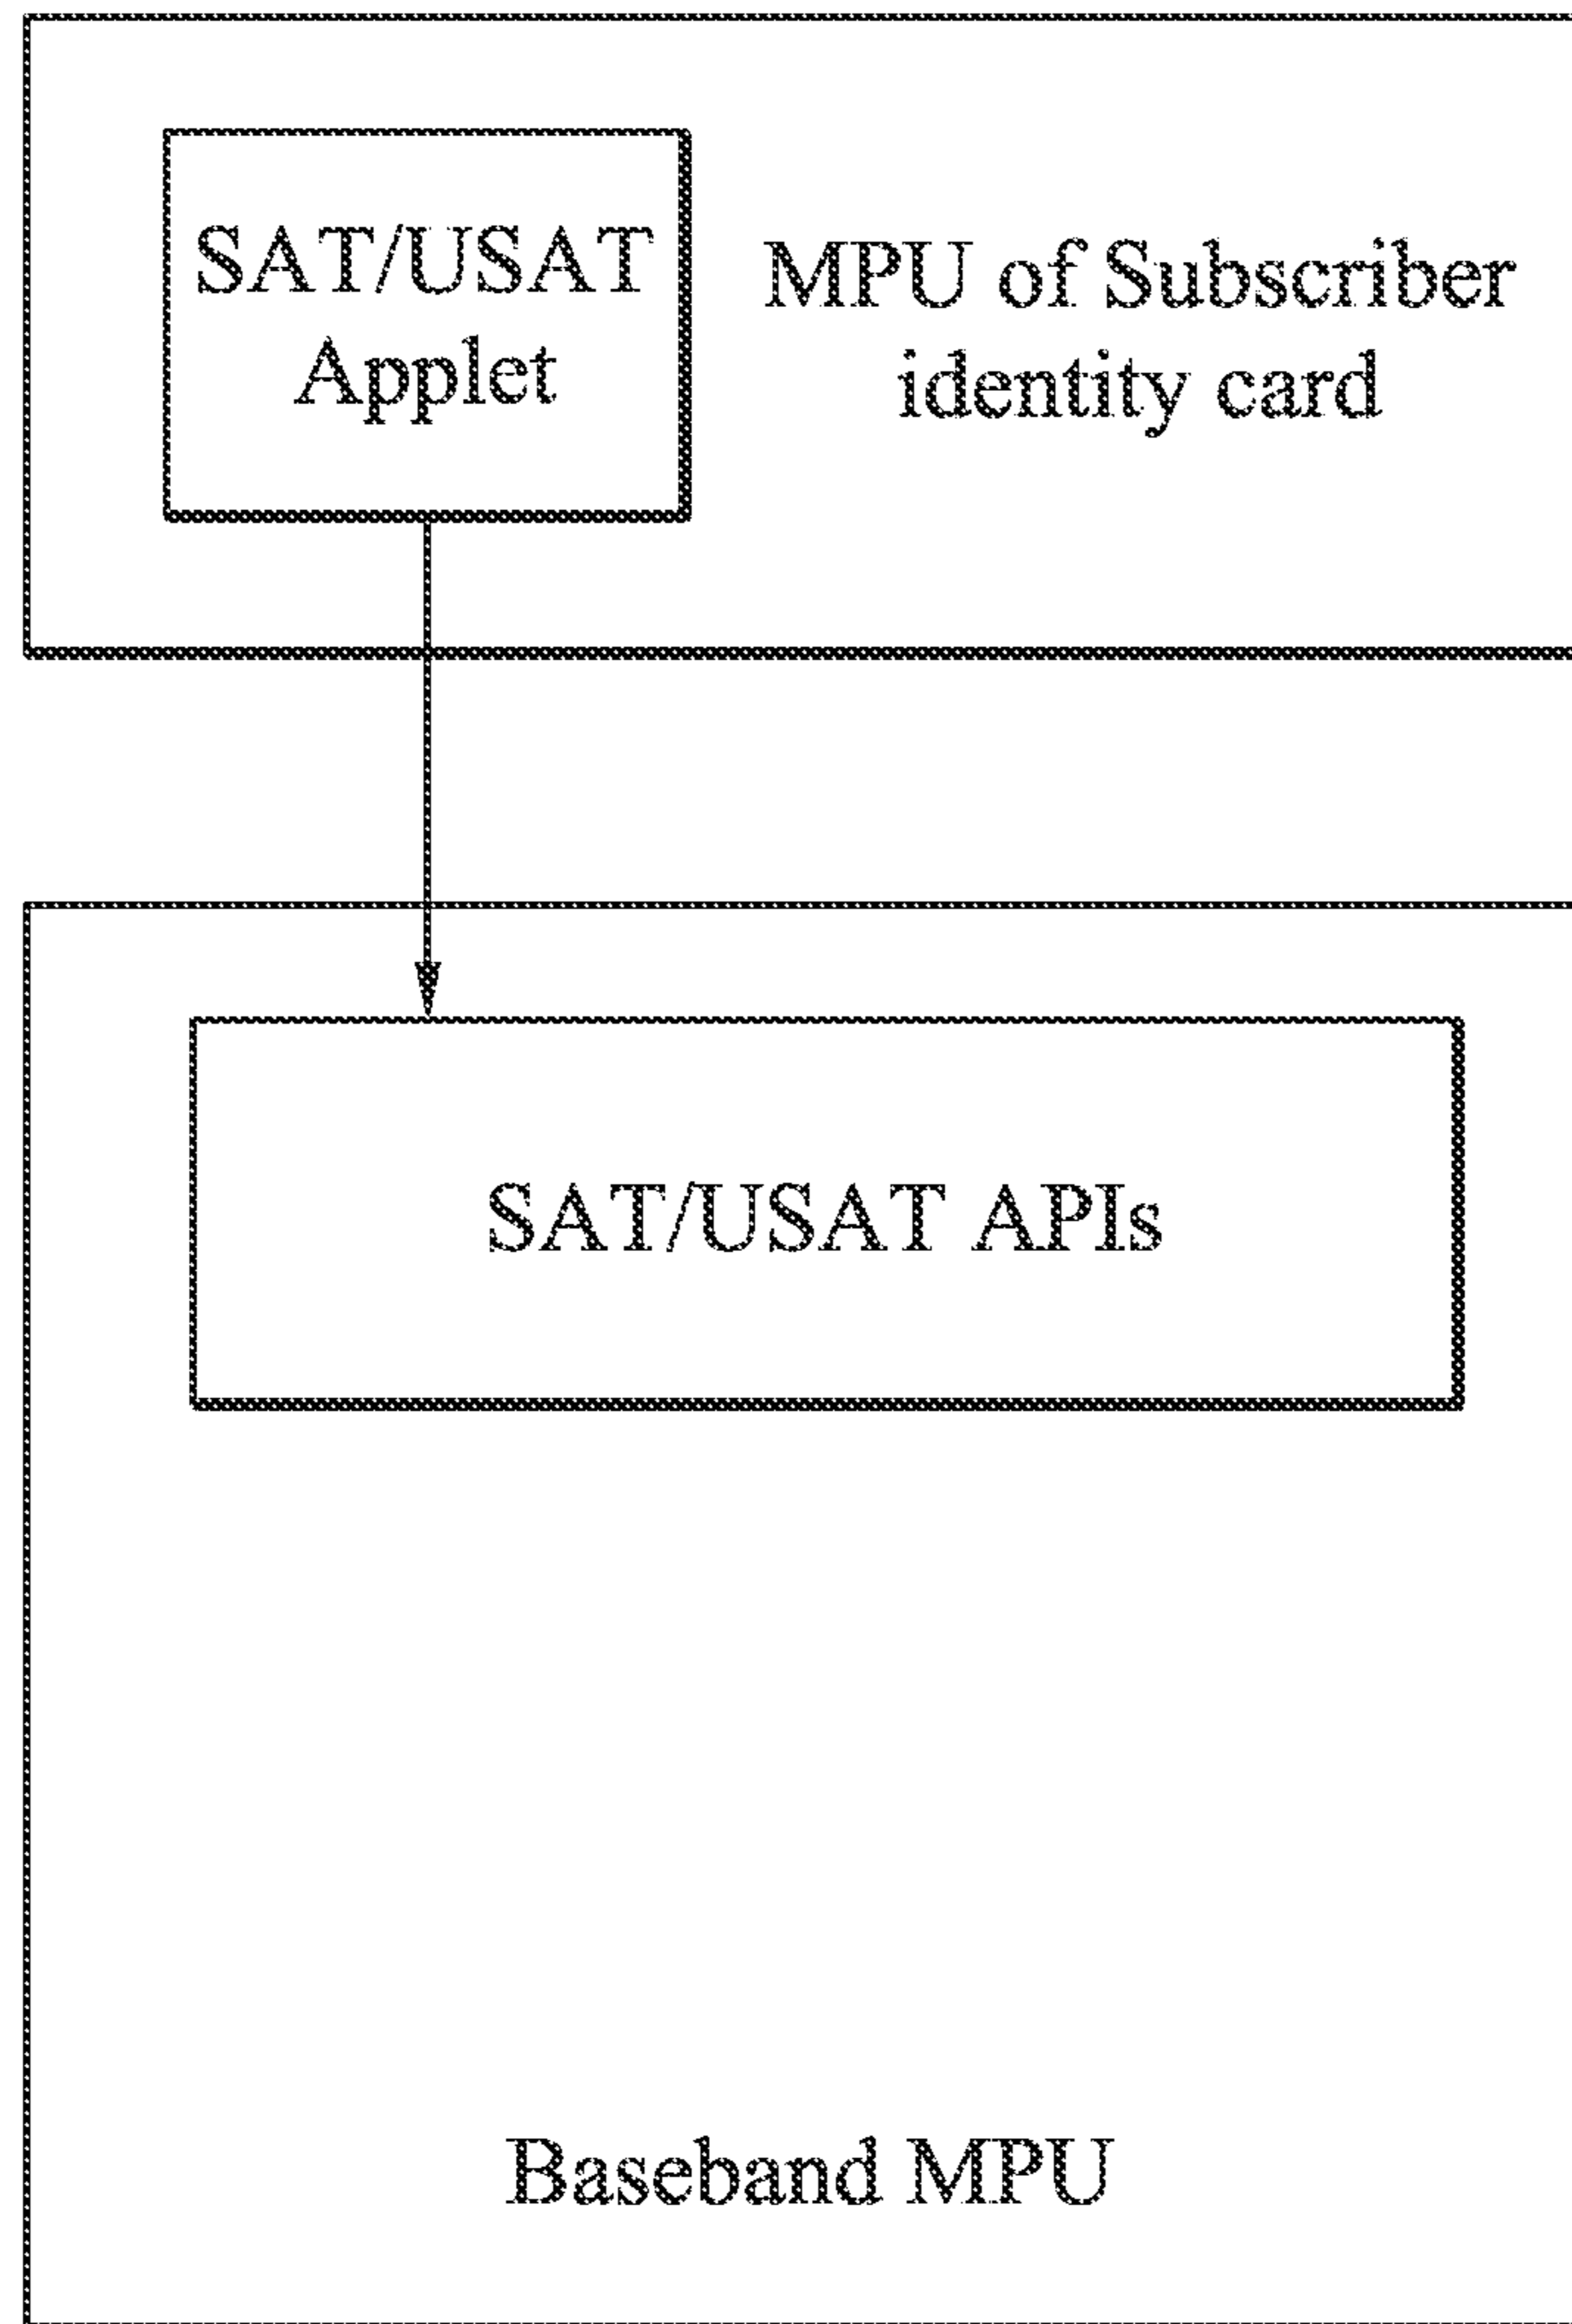 SAT/USAT
Applet
MPU of Subscriber
identity card
SAT/USAT APIs
Baseband MPU